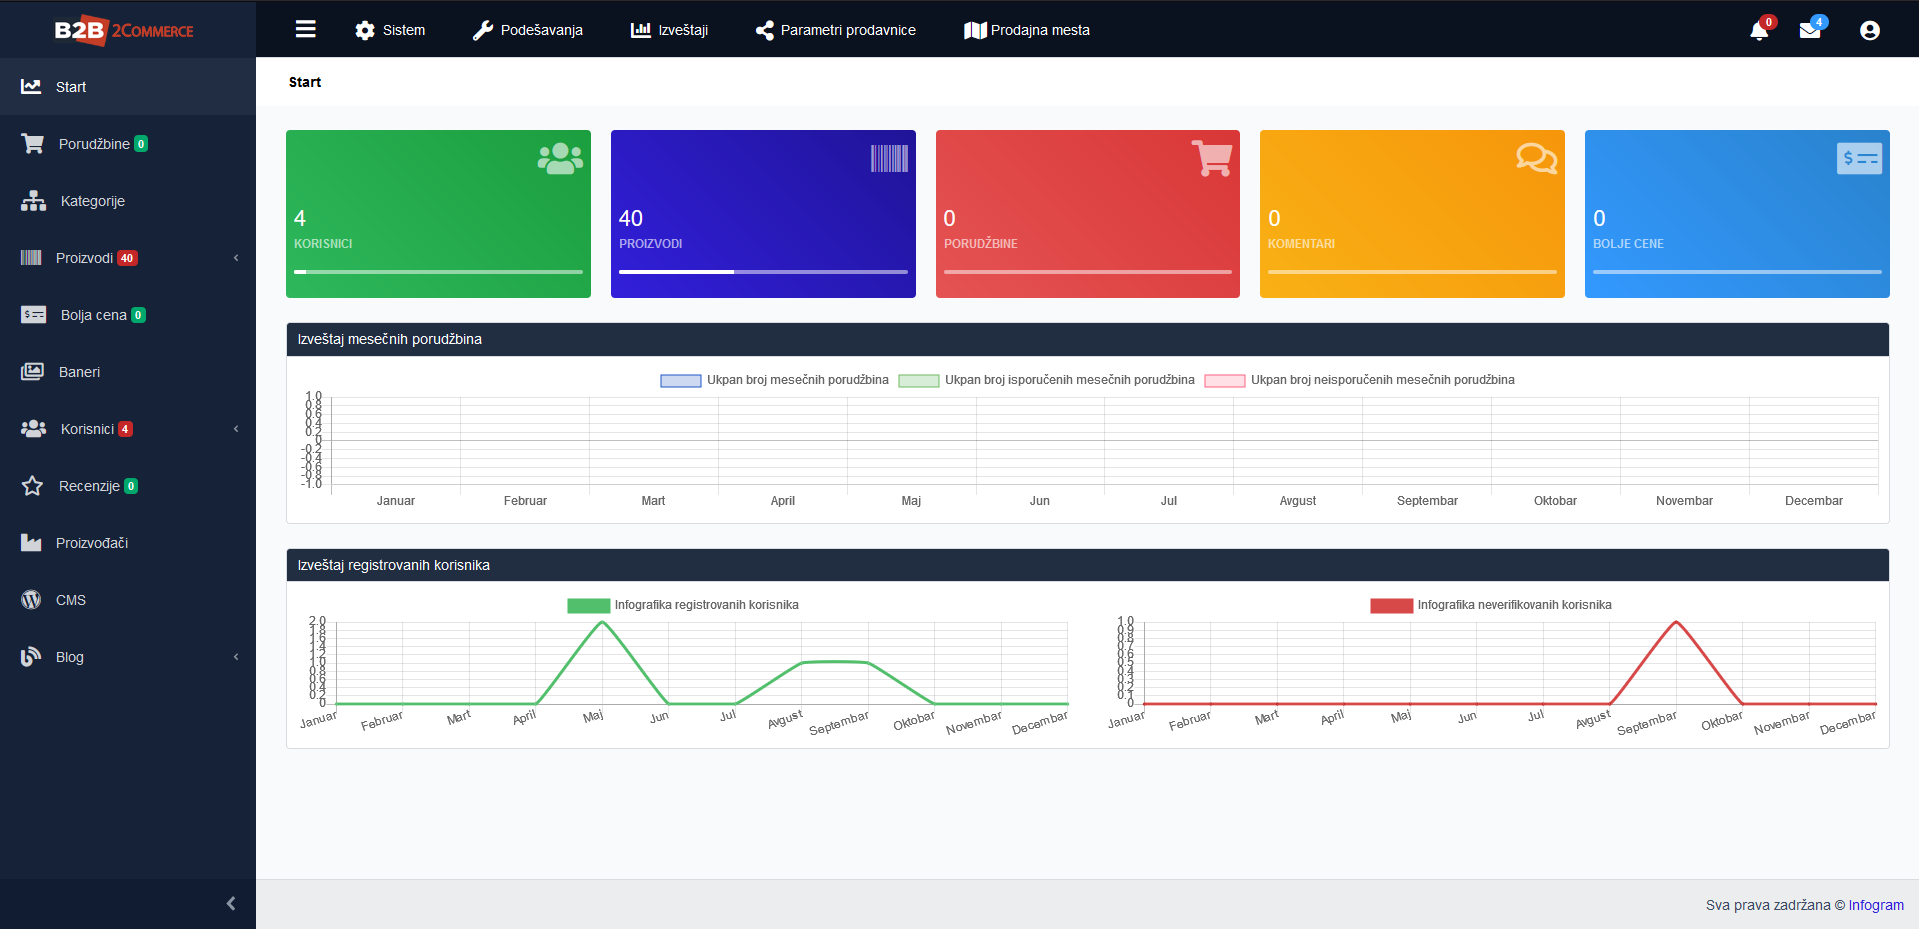 B2B 2COMMERCE
Sistem
Podešavanja
Izveštaji
Parametri prodavnice
Prodajna mesta
0
4
Start
Porudžbine 0
Kategorije
Proizvodi 40
Bolja cena 0
Baneri
Korisnici 4
Recenzije 0
Proizvođači
CMS
Blog
Start
4
KORISNICI
40
PROIZVODI
0
PORUDŽBINE
0
KOMENTARI
0
BOLJE CENE
Izveštaj mesečnih porudžbina
Ukpan broj mesečnih porudžbina
Ukpan broj isporučenih mesečnih porudžbina
Ukpan broj neisporučenih mesečnih porudžbina
1.0
0.8
0.6
0.4
0.2
0
-0.2
-0.4
-0.6
-0.8
-1.0
Januar Februar Mart April Maj Jun Jul Avgust Septembar Oktobar Novembar Decembar
Izveštaj registrovanih korisnika
Infografika registrovanih korisnika
2.0
1.8
1.6
1.4
1.2
1.0
0.8
0.6
0.4
0.2
0
Januar Februar Mart April Maj Jun Jul Avgust Septembar Oktobar Novembar Decembar
Infografika neverifikovanih korisnika
1.0
0.9
0.8
0.7
0.6
0.5
0.4
0.3
0.2
0.1
0
Januar Februar Mart April Maj Jun Jul Avgust Septembar Oktobar Novembar Decembar
Sva prava zadržana © Infogram